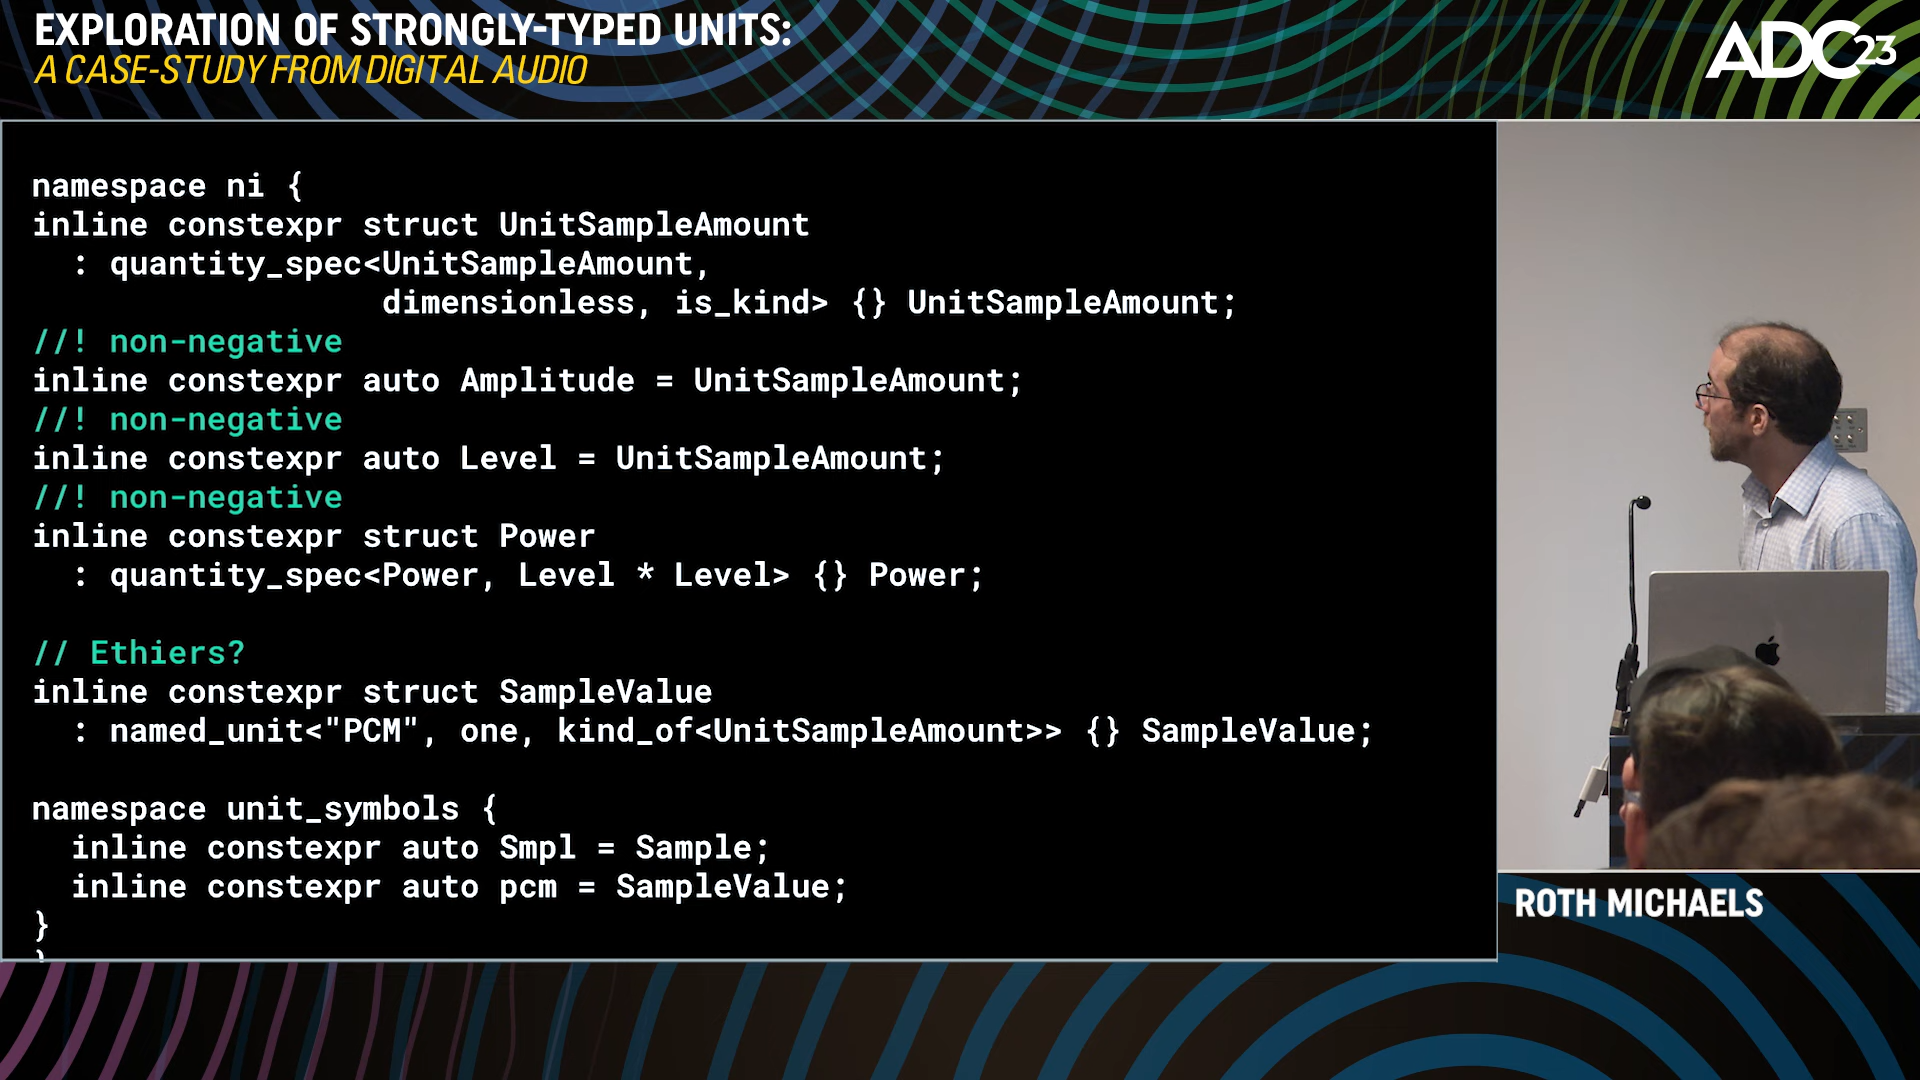 EXPLORATION OF STRONGLY-TYPED UNITS:
A CASE-STUDY FROM DIGITAL AUDIO
ADC23
namespace ni {
inline constexpr struct UnitSampleAmount
  : quantity_spec<UnitSampleAmount,
                  dimensionless, is_kind> {} UnitSampleAmount;
//! non-negative
inline constexpr auto Amplitude = UnitSampleAmount;
//! non-negative
inline constexpr auto Level = UnitSampleAmount;
//! non-negative
inline constexpr struct Power
  : quantity_spec<Power, Level * Level> {} Power;
// Ethiers?
inline constexpr struct SampleValue
  : named_unit<"PCM", one, kind_of<UnitSampleAmount>> {} SampleValue;
namespace unit_symbols {
  inline constexpr auto Smpl = Sample;
  inline constexpr auto pcm = SampleValue;
}
}
ROTH MICHAELS